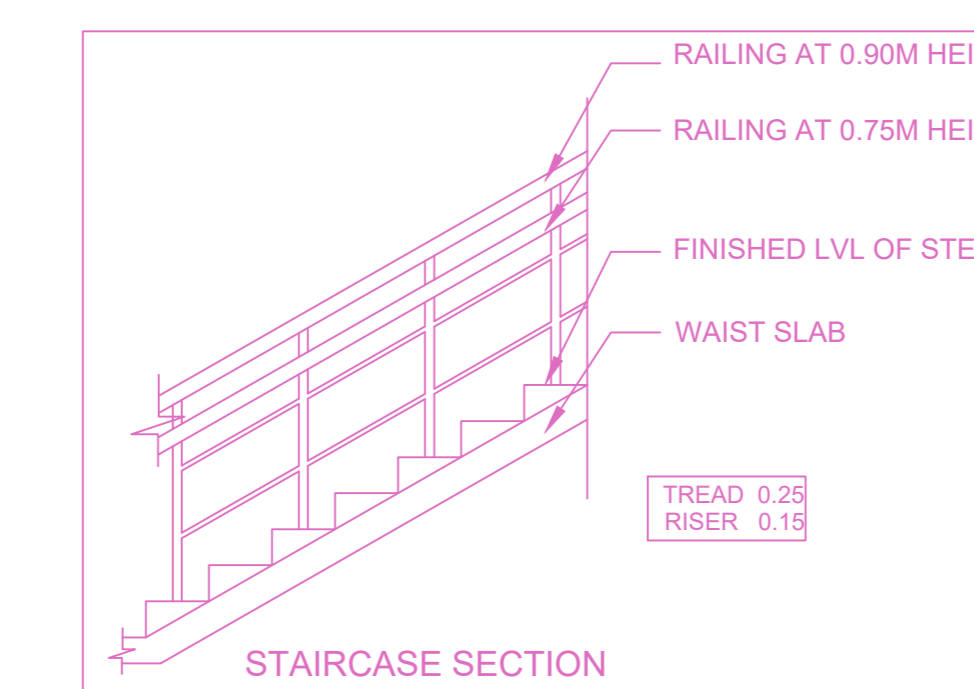 RAILING AT 0.90M HEI
RAILING AT 0.75M HEI
FINISHED LVL OF STE
WAIST SLAB
TREAD 0.25
RISER 0.15
STAIRCASE SECTION